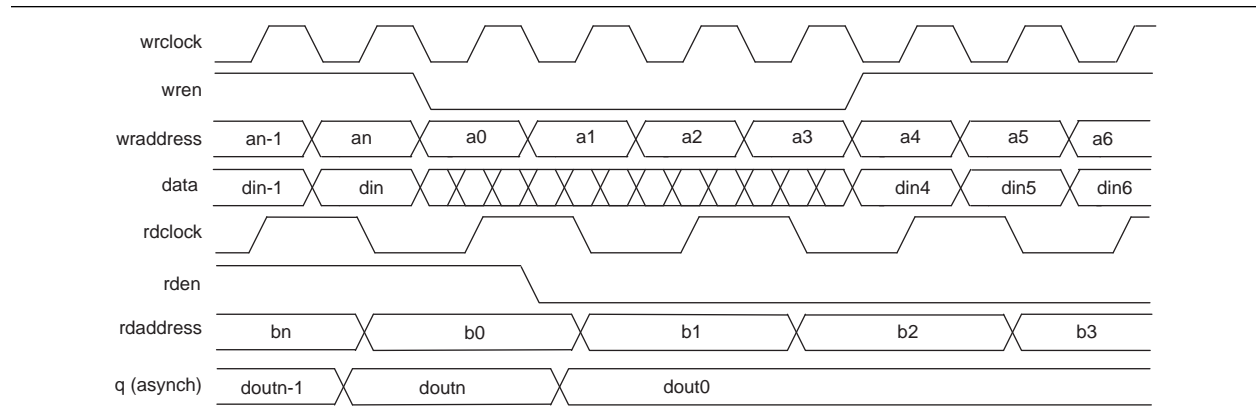 wrclock
wren
wraddress an-1 an a0 a1 a2 a3 a4 a5 a6
data din-1 din din4 din5 din6
rdclock
rden
rdaddress bn b0 b1 b2 b3
q (asynch) doutn-1 doutn dout0